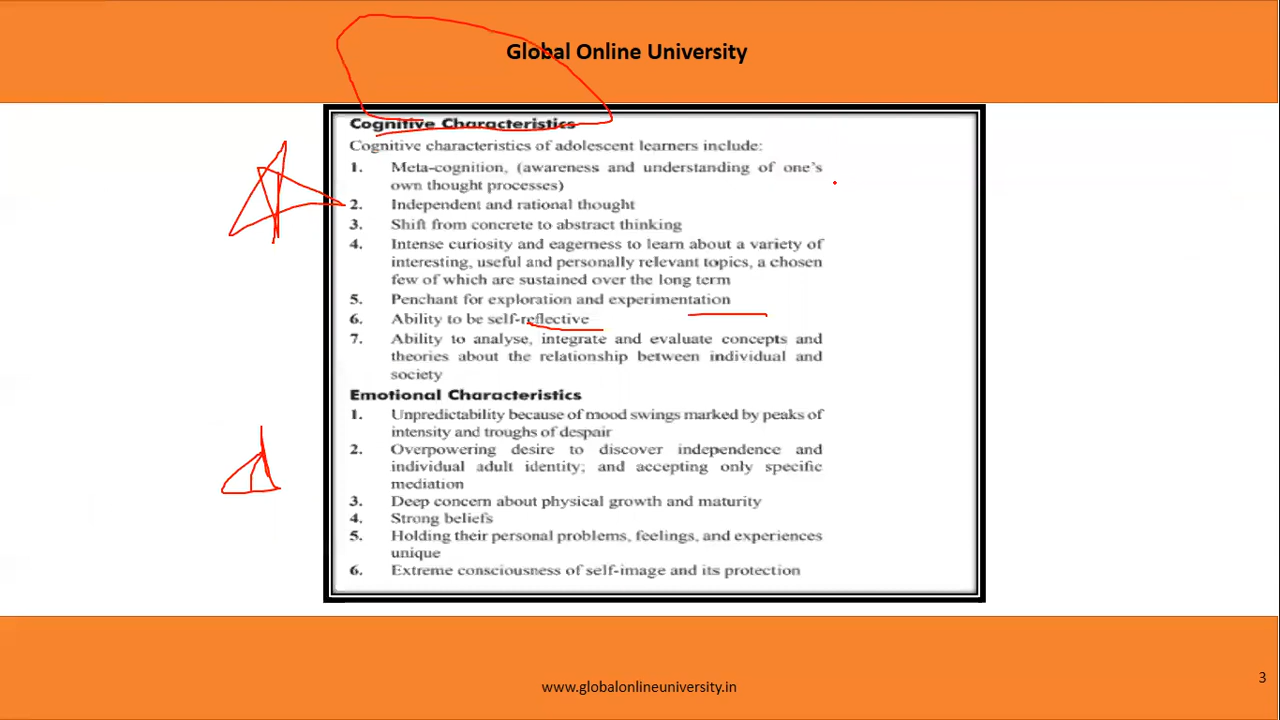 Global Online University
Cognitive Characteristics
Cognitive characteristics of adolescent learners include:
1. Meta-cognition, (awareness and understanding of one's
own thought processes)
2. Independent and rational thought
3. Shift from concrete to abstract thinking
4. Intense curiosity and eagerness to learn about a variety of
interesting, useful and personally relevant topics, a chosen
few of which are sustained over the long term
5. Penchant for exploration and experimentation
6. Ability to be self-reflective
7. Ability to analyse, integrate and evaluate concepts and
theories about the relationship between individual and
society
Emotional Characteristics
1. Unpredictability because of mood swings marked by peaks of
intensity and troughs of despair
2. Overpowering desire to discover independence and
individual adult identity; and accepting only specific
mediation
3. Deep concern about physical growth and maturity
4. Strong beliefs
5. Holding their personal problems, feelings, and experiences
unique
6. Extreme consciousness of self-image and its protection
www.globalonlineuniversity.in
3